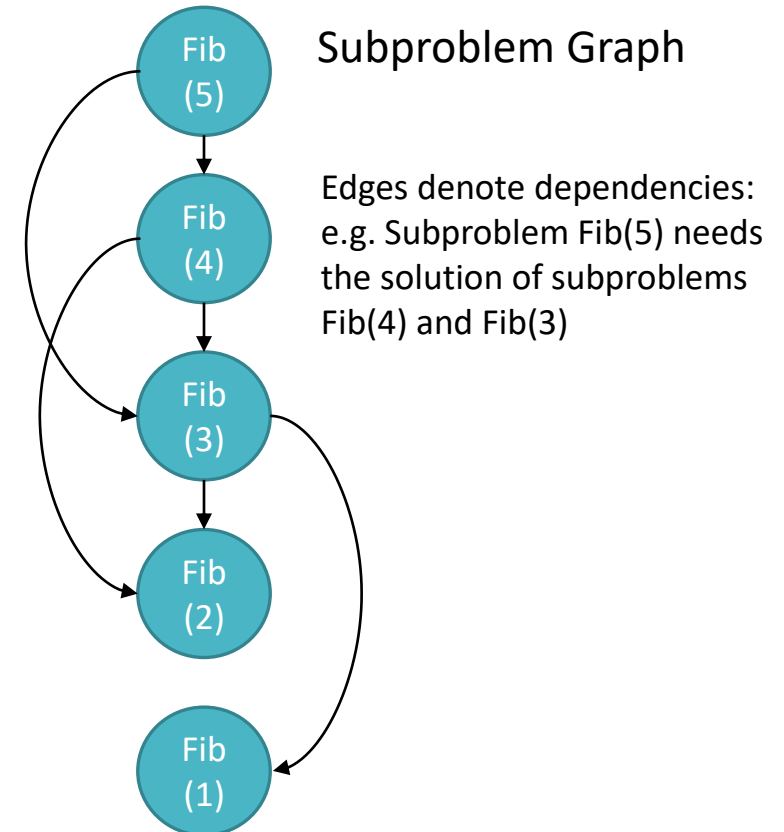 Fib
(5)
Subproblem Graph
Edges denote dependencies:
e.g. Subproblem Fib(5) needs
the solution of subproblems
Fib(4) and Fib(3)
Fib
(4)
Fib
(3)
Fib
(2)
Fib
(1)